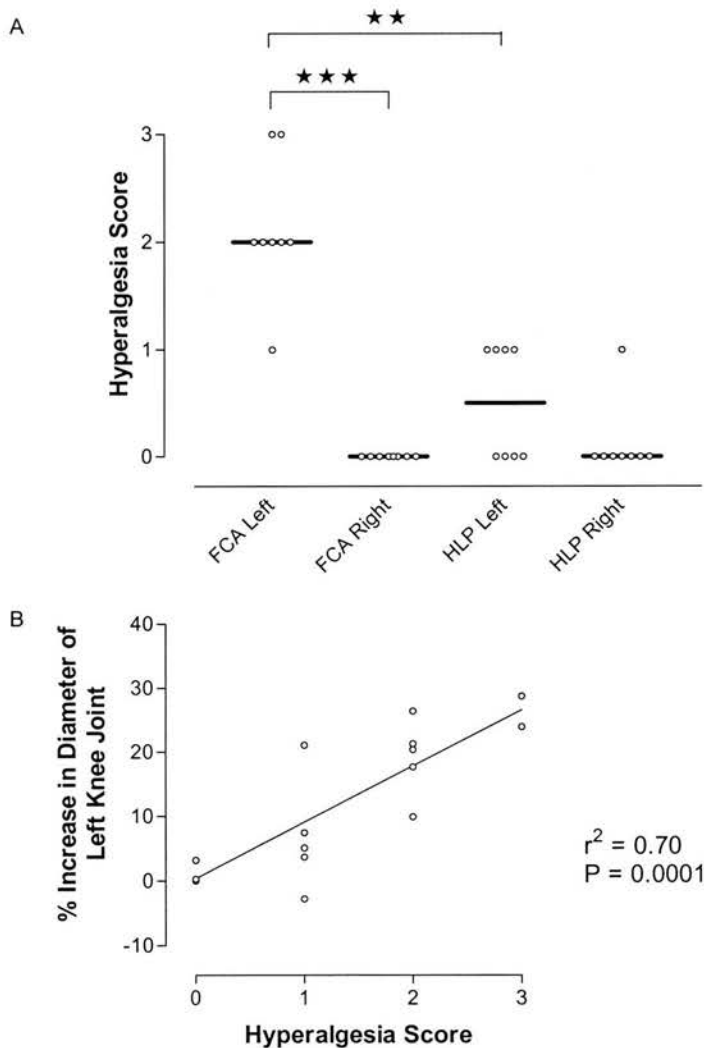 A
★★
★★★
Hyperalgesia Score
3
2
1
0
FCA Left
FCA Right
HLP Left
HLP Right
B
% Increase in Diameter of
Left Knee Joint
40
30
20
10
0
-10
r² = 0.70
P = 0.0001
0 1 2 3
Hyperalgesia Score